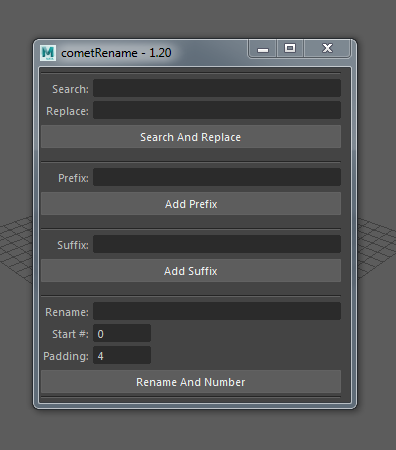 cometRename - 1.20
Search:
Replace:
Search And Replace
Prefix:
Add Prefix
Suffix:
Add Suffix
Rename:
Start #: 0
Padding: 4
Rename And Number